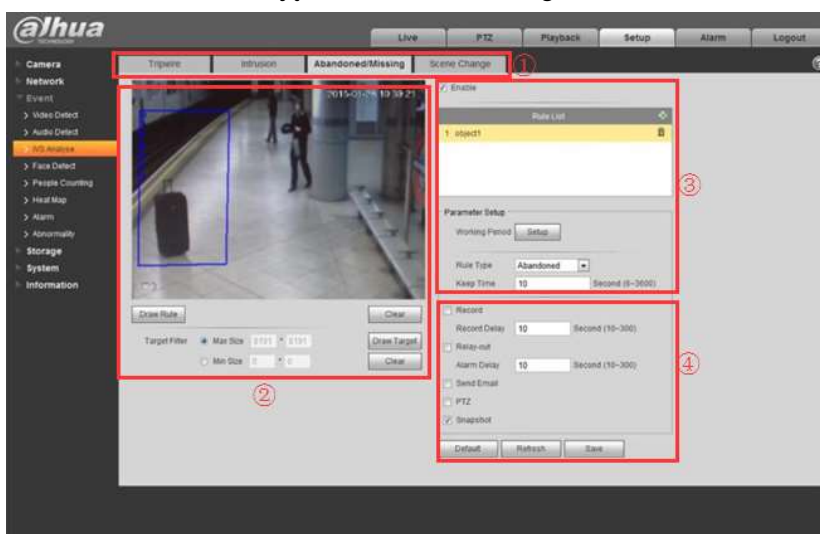 alhua
TECHNOLOGY
Live PTZ Playback Setup Alarm Logout
Camera
Network
Event
Video Detect
Audio Detect
IVS Analyse
Face Detect
People Counting
Heat Map
Alarm
Abnormality
Storage
System
Information
Tripwire Intrusion Abandoned/Missing Scene Change ①
2015-01-28 10:39:21
Draw Rule Clear
Target Filter Max Size 8191 * 8191 Draw Target
Min Size 0 * 0 Clear
②
Enable
Rule List
1 object1
③
Parameter Setup
Working Period Setup
Rule Type Abandoned
Keep Time 10 Second (6~3600)
Record
Record Delay 10 Second (10~300)
Relay-out
④
Alarm Delay 10 Second (10~300)
Send Email
PTZ
Snapshot
Default Refresh Save